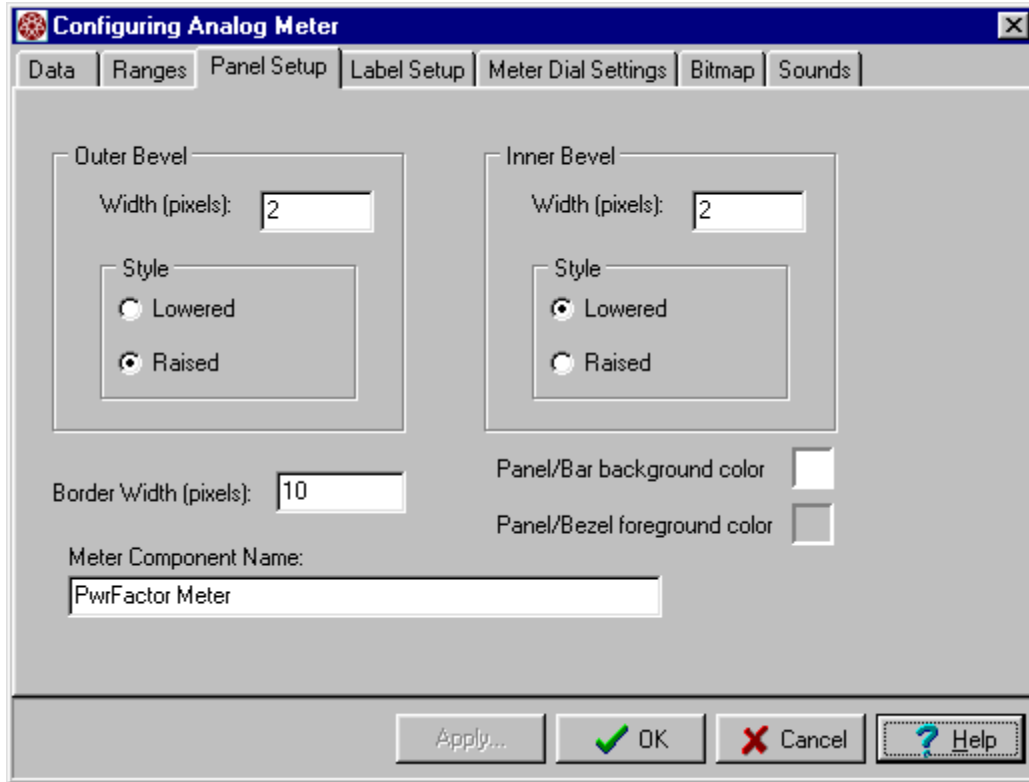 Configuring Analog Meter
Data Ranges Panel Setup Label Setup Meter Dial Settings Bitmap Sounds
Outer Bevel
Width (pixels): 2
Style
Lowered
Raised
Inner Bevel
Width (pixels): 2
Style
Lowered
Raised
Border Width (pixels): 10
Panel/Bar background color
Panel/Bezel foreground color
Meter Component Name:
PwrFactor Meter
Apply... OK Cancel ? Help